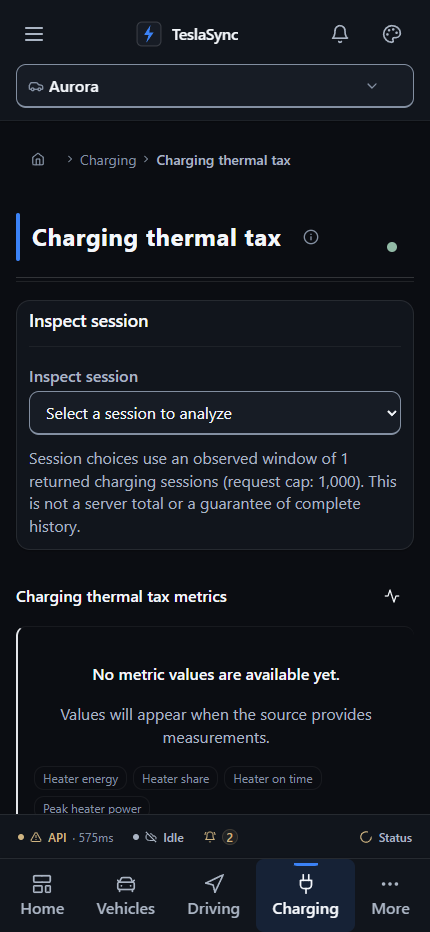 TeslaSync
Aurora
Charging
Charging thermal tax
Charging thermal tax
Inspect session
Inspect session
Select a session to analyze
Session choices use an observed window of 1
returned charging sessions (request cap: 1,000). This
is not a server total or a guarantee of complete
history.
Charging thermal tax metrics
No metric values are available yet.
Values will appear when the source provides
measurements.
Heater energy
Heater share
Heater on time
Peak heater power
API · 575ms
Idle
2
Status
Home
Vehicles
Driving
Charging
More